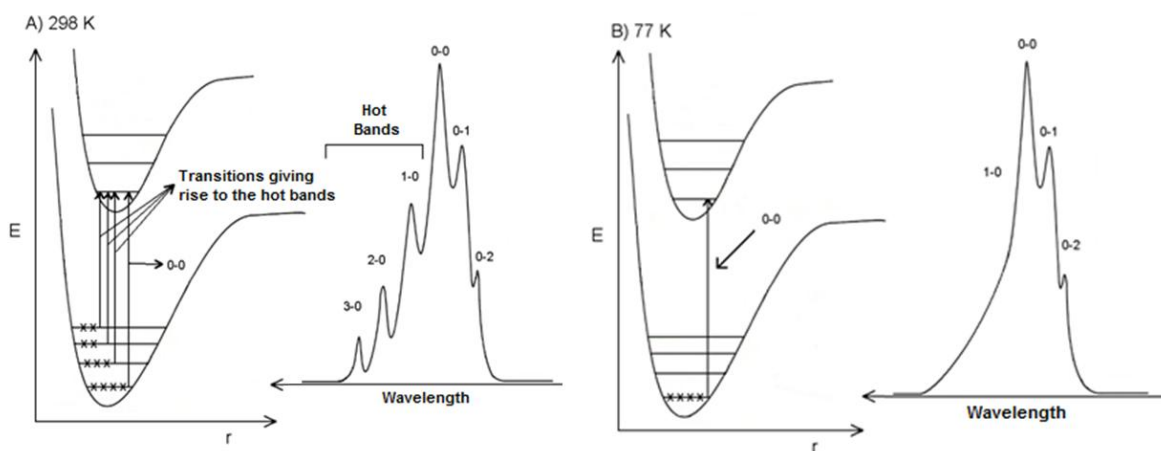 A) 298 K
E
r
Transitions giving
rise to the hot bands
0-0
× ×
× ×
× × ×
× × × ×
Hot
Bands
3-0
2-0
1-0
0-0
0-1
0-2
Wavelength
B) 77 K
E
r
0-0
× × × ×
1-0
0-0
0-1
0-2
Wavelength